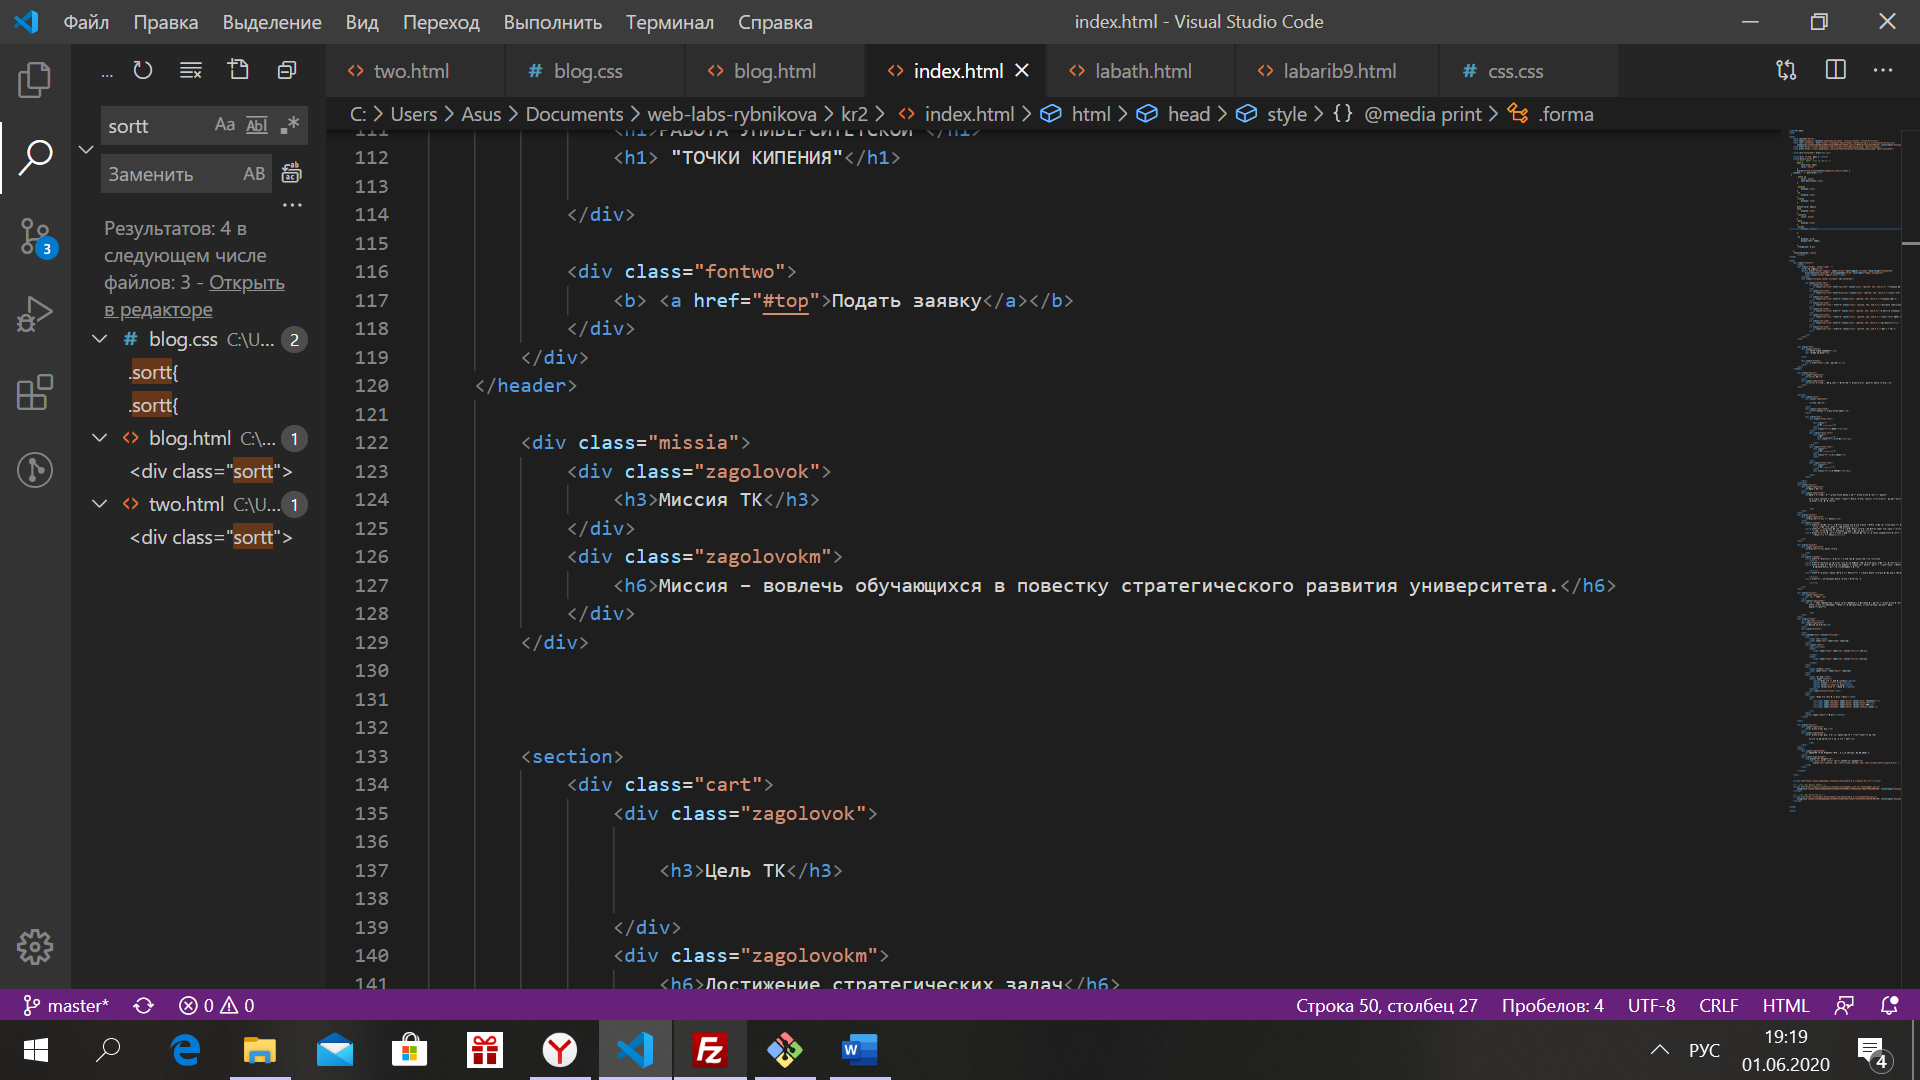 Файл Правка Выделение Вид Переход Выполнить Терминал Справка index.html - Visual Studio Code
... two.html # blog.css blog.html index.html labath.html labarib9.html # css.css ...
C: > Users > Asus > Documents > web-labs-rybnikova > kr2 > index.html > html > head > style > {} @media print > .forma
sortt Aa Abl .*
Заменить AB
...
Результатов: 4 в
следующем числе
файлов: 3 - Открыть
в редакторе
# blog.css C:\U... 2
.sortt{
.sortt{
blog.html C:\... 1
<div class="sortt">
two.html C:\U... 1
<div class="sortt">
3
111 <h1>РАБОТА УНИВЕРСИТЕТСКОЙ </h1>
112 <h1> "ТОЧКИ КИПЕНИЯ"</h1>
113
114 </div>
115
116 <div class="fontwo">
117 <b> <a href="#top">Подать заявку</a></b>
118 </div>
119 </div>
120 </header>
121
122 <div class="missia">
123 <div class="zagolovok">
124 <h3>Миссия ТК</h3>
125 </div>
126 <div class="zagolovokm">
127 <h6>Миссия – вовлечь обучающихся в повестку стратегического развития университета.</h6>
128 </div>
129 </div>
130
131
132
133 <section>
134 <div class="cart">
135 <div class="zagolovok">
136
137 <h3>Цель ТК</h3>
138
139 </div>
140 <div class="zagolovokm">
141 <h6>Достижение стратегических задач</h6>
master* 0 0 Строка 50, столбец 27 Пробелов: 4 UTF-8 CRLF HTML
РУС 19:19
01.06.2020 4